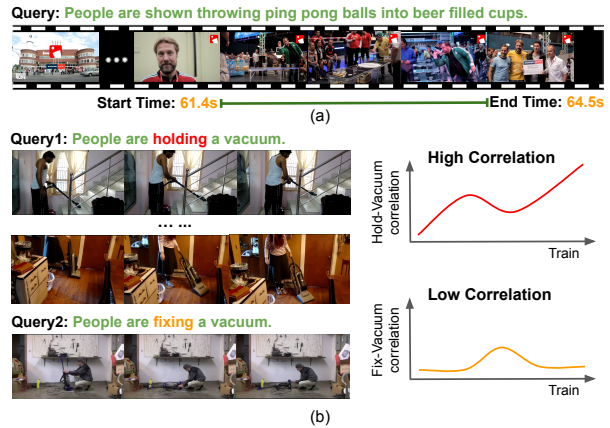 Query: People are shown throwing ping pong balls into beer filled cups.
Start Time: 61.4s
End Time: 64.5s
(a)
Query1: People are holding a vacuum.
... ...
High Correlation
Hold-Vacuum
correlation
Train
Query2: People are fixing a vacuum.
Low Correlation
Fix-Vacuum
correlation
Train
(b)